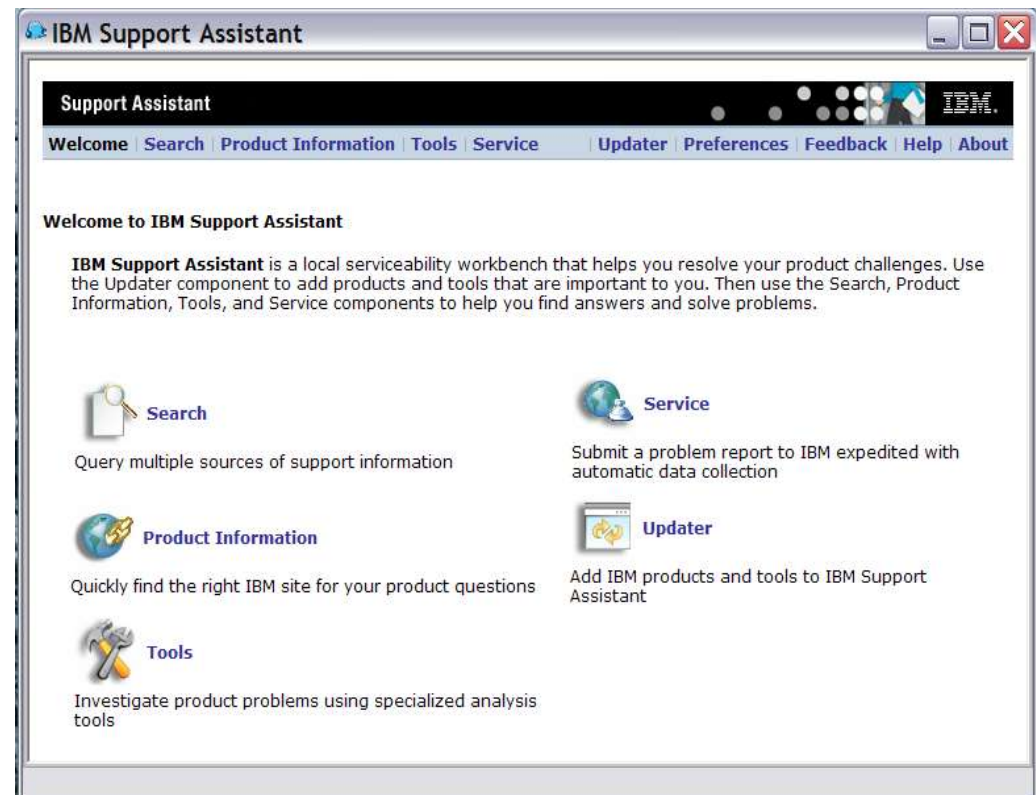 IBM Support Assistant
Support Assistant
IBM.
Welcome Search Product Information Tools Service Updater Preferences Feedback Help About
Welcome to IBM Support Assistant
IBM Support Assistant is a local serviceability workbench that helps you resolve your product challenges. Use
the Updater component to add products and tools that are important to you. Then use the Search, Product
Information, Tools, and Service components to help you find answers and solve problems.
Search
Query multiple sources of support information
Product Information
Quickly find the right IBM site for your product questions
Tools
Investigate product problems using specialized analysis
tools
Service
Submit a problem report to IBM expedited with
automatic data collection
Updater
Add IBM products and tools to IBM Support
Assistant